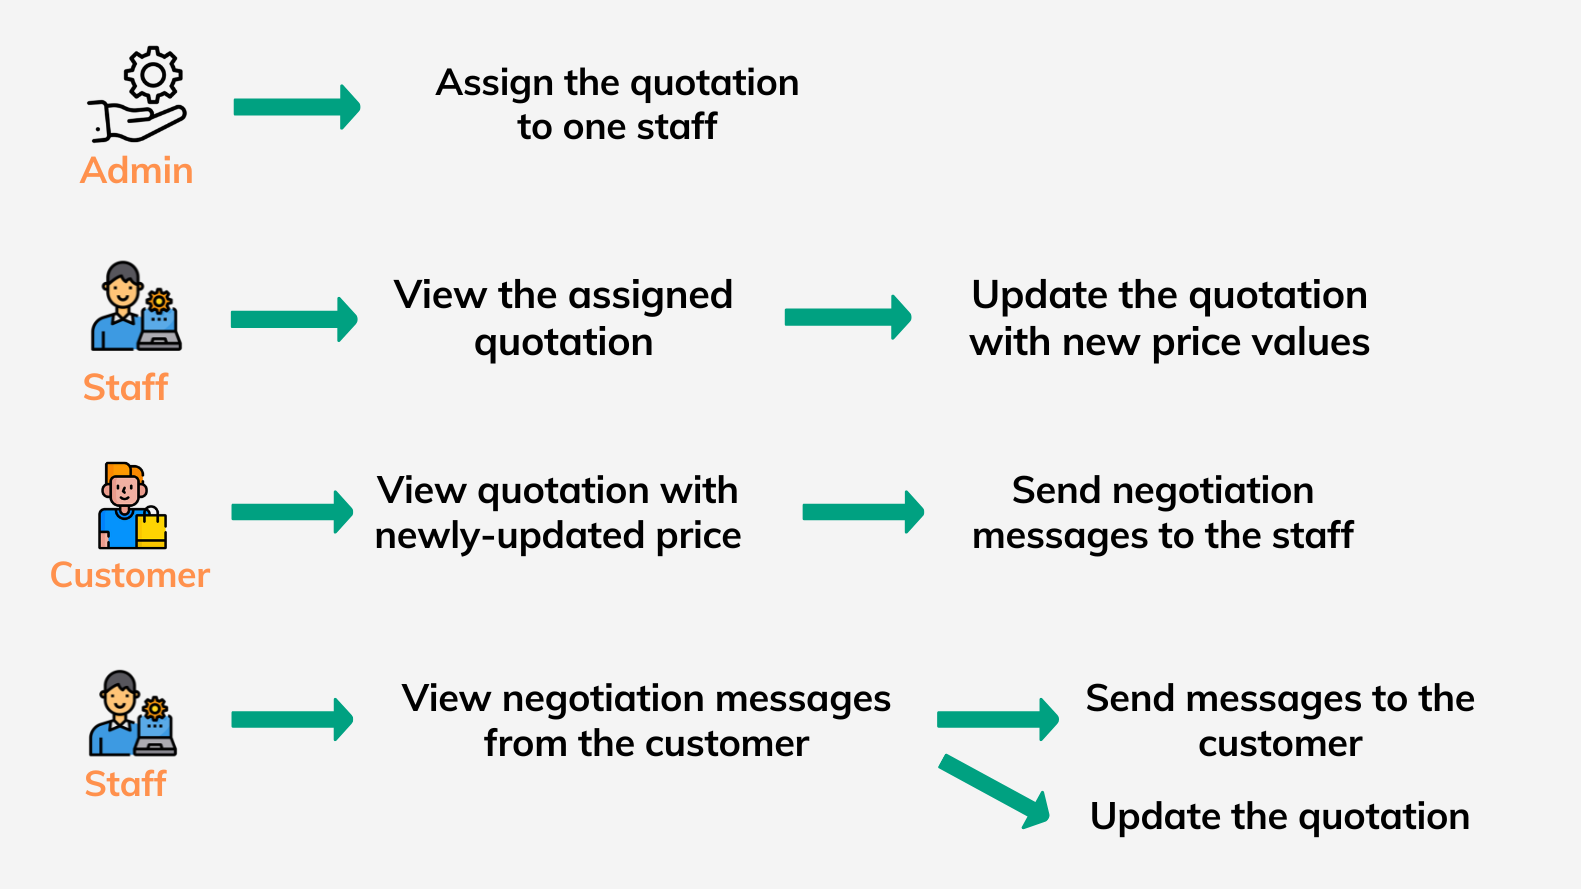 Assign the quotation
to one staff
Admin
View the assigned
quotation
Update the quotation
with new price values
Staff
View quotation with
newly-updated price
Send negotiation
messages to the staff
Customer
View negotiation messages
from the customer
Send messages to the
customer
Staff
Update the quotation